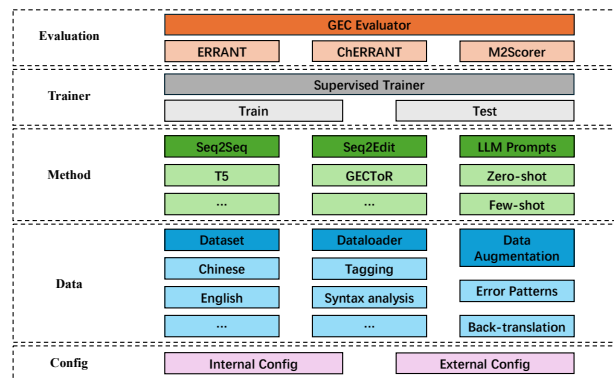 Evaluation
GEC Evaluator
ERRANT
ChERRANT
M2Scorer
Trainer
Supervised Trainer
Train
Test
Method
Seq2Seq
Seq2Edit
LLM Prompts
T5
GECToR
Zero-shot
...
...
Few-shot
Data
Dataset
Dataloader
Data
Augmentation
Chinese
Tagging
English
Syntax analysis
Error Patterns
...
...
Back-translation
Config
Internal Config
External Config